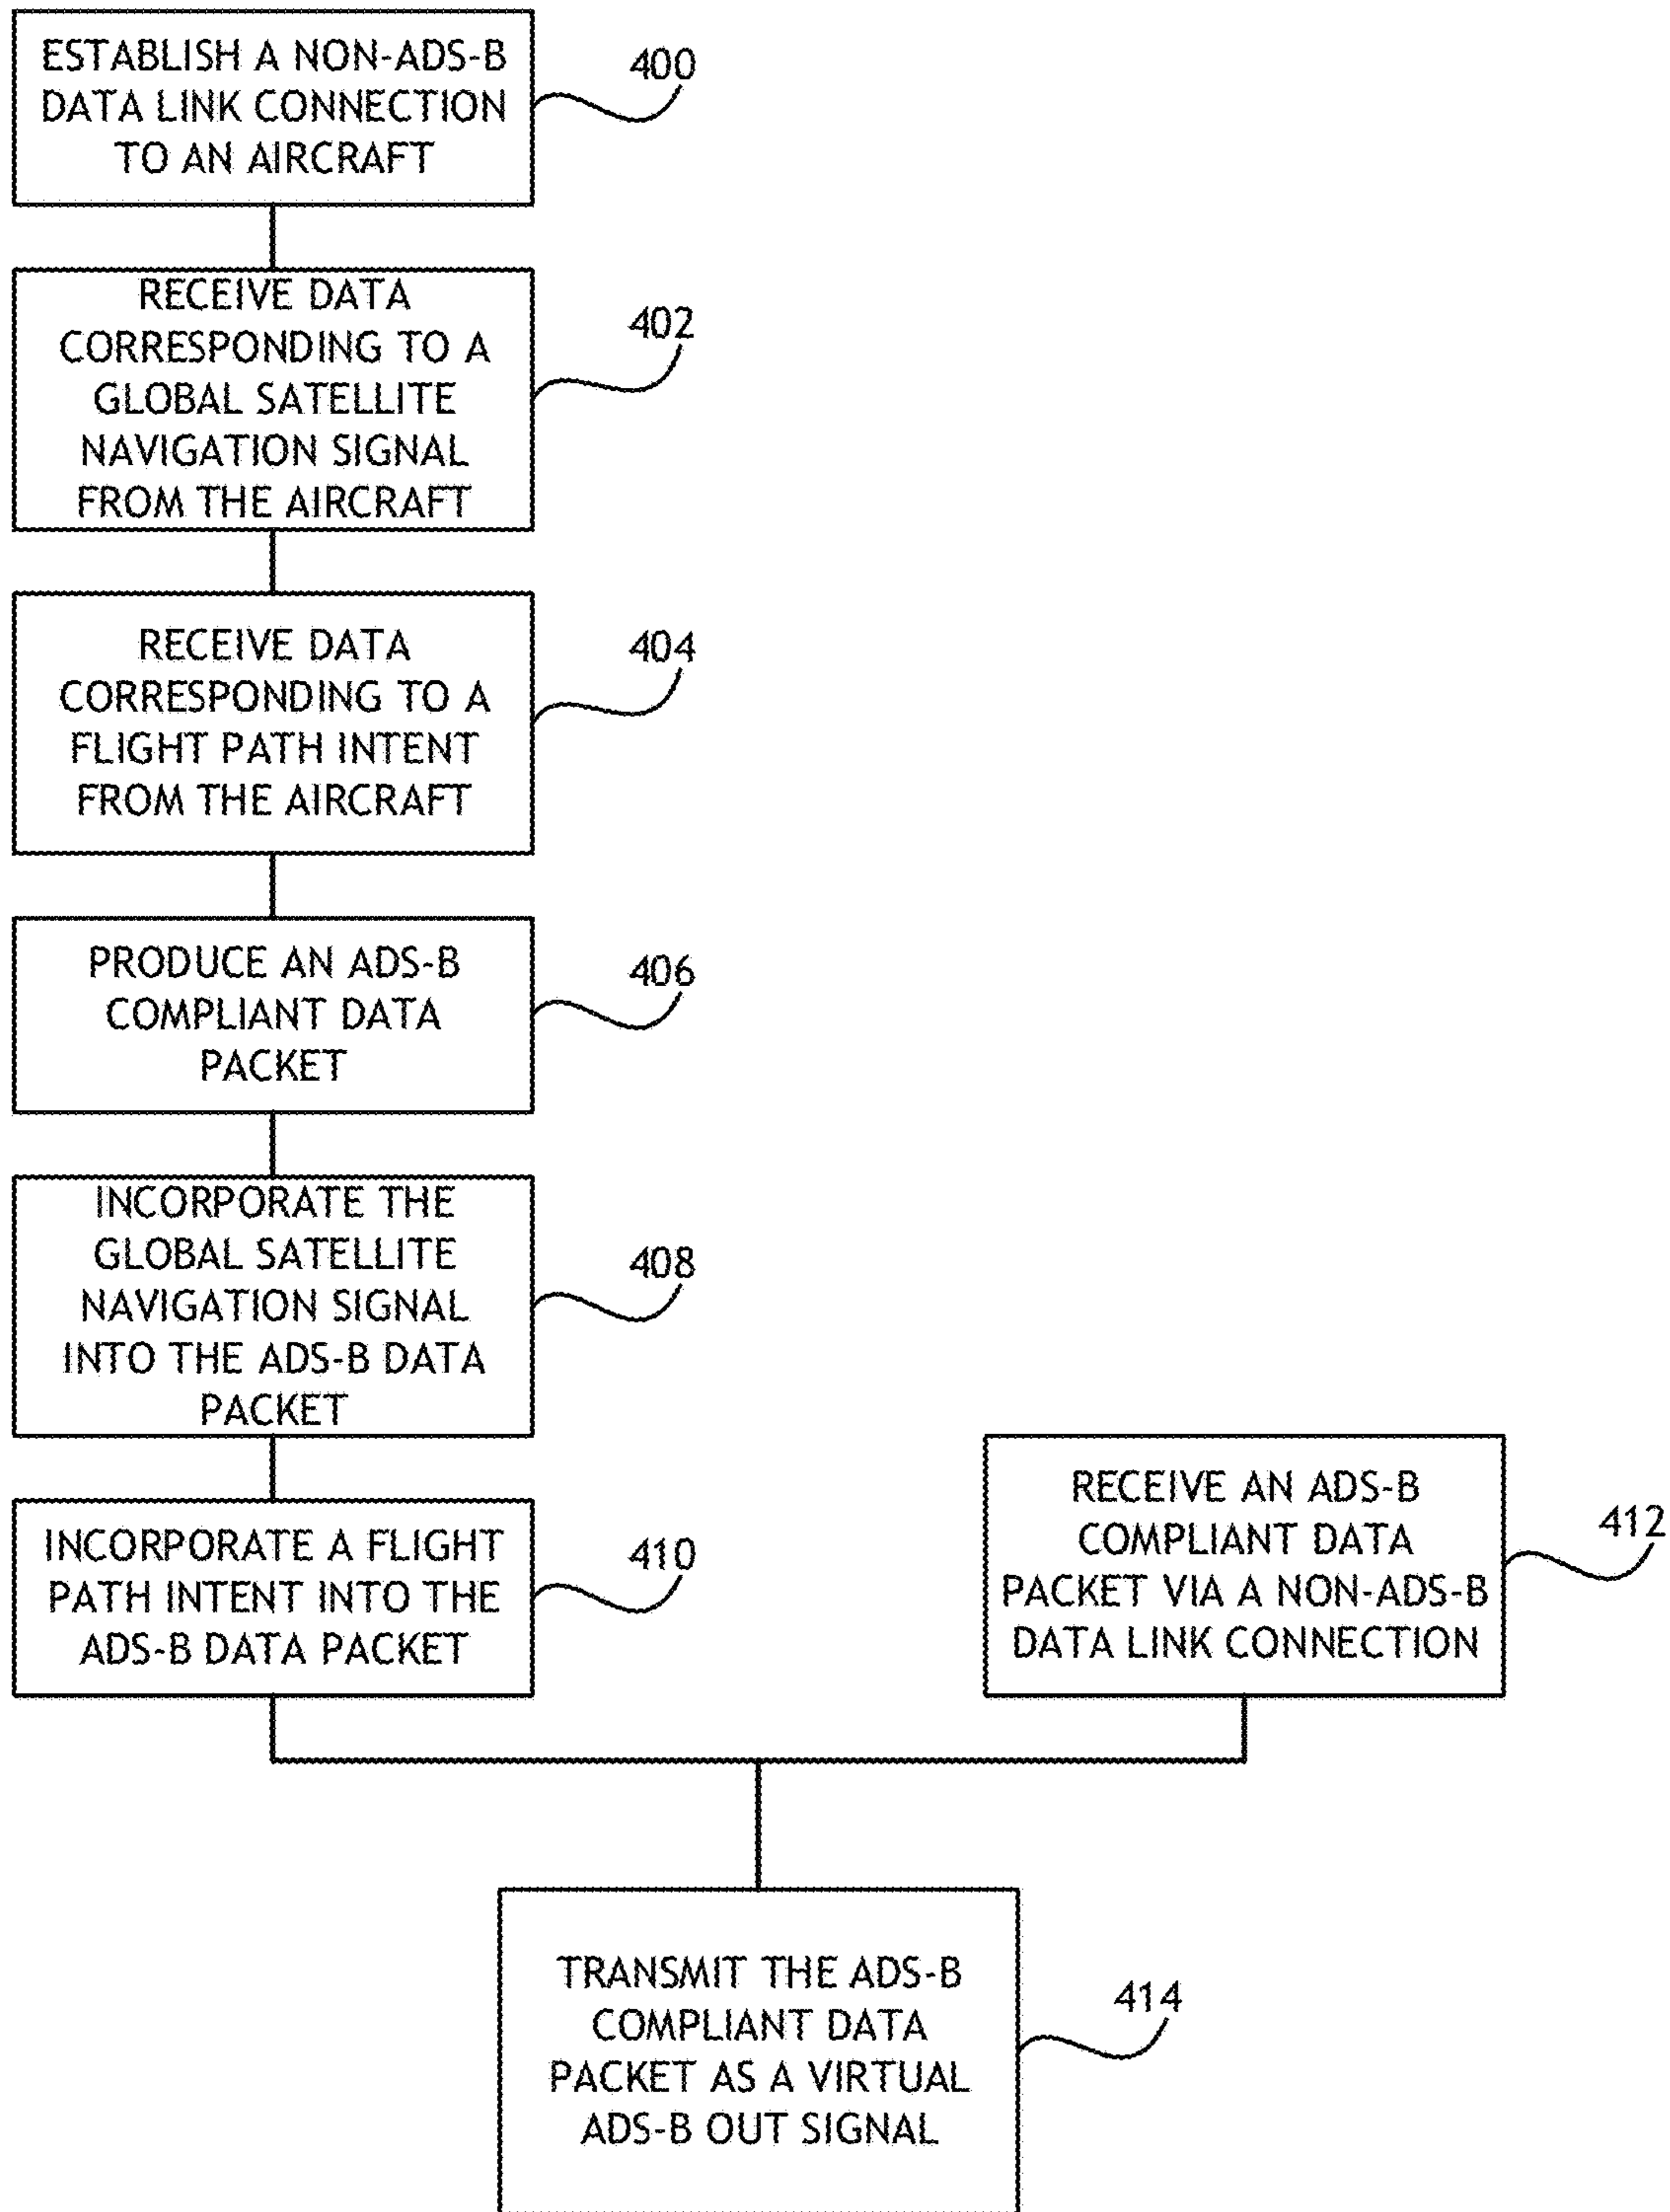 ESTABLISH A NON-ADS-B
DATA LINK CONNECTION
TO AN AIRCRAFT
400
RECEIVE DATA
CORRESPONDING TO A
GLOBAL SATELLITE
NAVIGATION SIGNAL
FROM THE AIRCRAFT
402
RECEIVE DATA
CORRESPONDING TO A
FLIGHT PATH INTENT
FROM THE AIRCRAFT
404
PRODUCE AN ADS-B
COMPLIANT DATA
PACKET
406
INCORPORATE THE
GLOBAL SATELLITE
NAVIGATION SIGNAL
INTO THE ADS-B DATA
PACKET
408
INCORPORATE A FLIGHT
PATH INTENT INTO THE
ADS-B DATA PACKET
410
RECEIVE AN ADS-B
COMPLIANT DATA
PACKET VIA A NON-ADS-B
DATA LINK CONNECTION
412
TRANSMIT THE ADS-B
COMPLIANT DATA
PACKET AS A VIRTUAL
ADS-B OUT SIGNAL
414